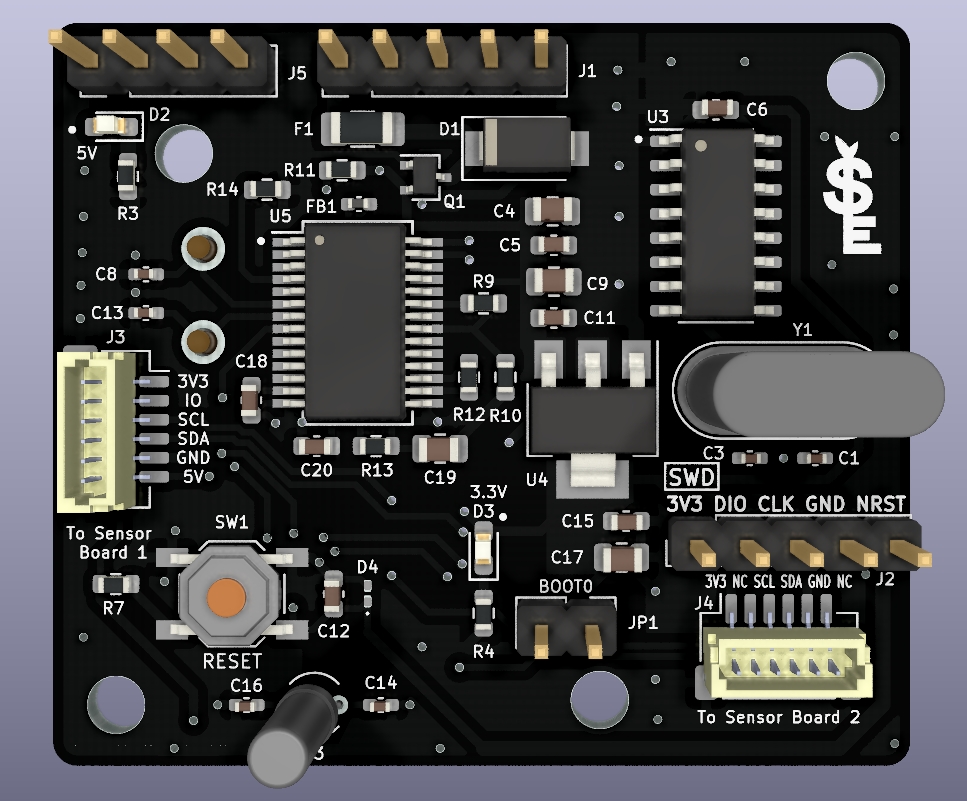 J5
J1
D2
5V
F1
D1
U3
C6
R11
R14
R3
FB1
Q1
U5
C4
C5
C8
R9
C9
C13
C11
J3
Y1
C18
3V3
IO
SCL
SDA
GND
5V
R12
R10
C20
R13
C19
C3
C1
U4
SWD
3V3 DIO CLK GND NRST
3.3V
D3
SW1
C15
To Sensor
Board 1
C17
D4
R7
BOOT0
3V3 NC SCL SDA GND NC
J2
J4
C12
JP1
R4
RESET
C16
C14
To Sensor Board 2
3
$
E